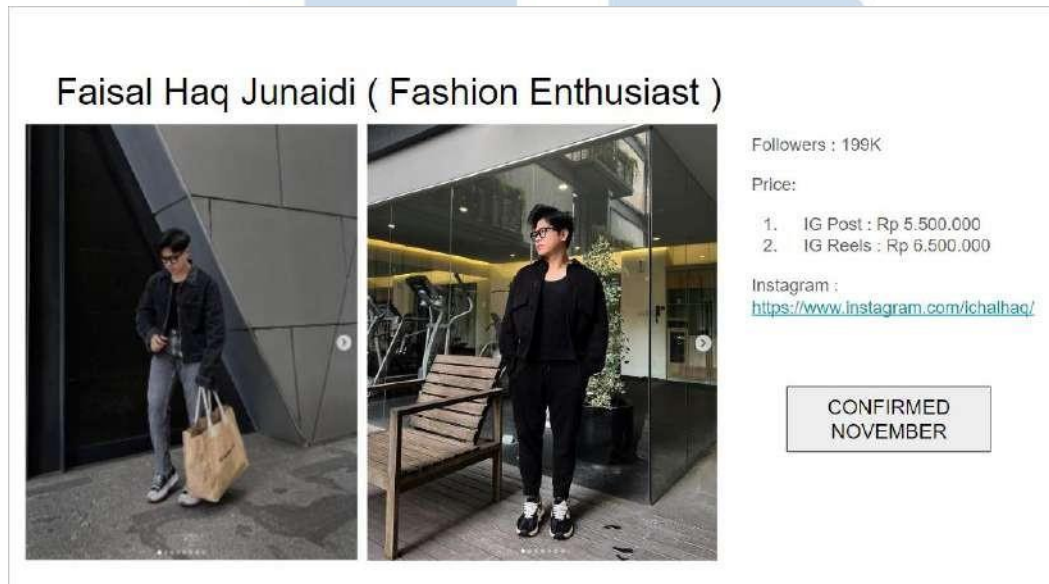 Faisal Haq Junaidi ( Fashion Enthusiast )
Followers : 199K
Price:
1. IG Post : Rp 5.500.000
2. IG Reels : Rp 6.500.000
Instagram :
https://www.instagram.com/ichalhaq/
CONFIRMED
NOVEMBER